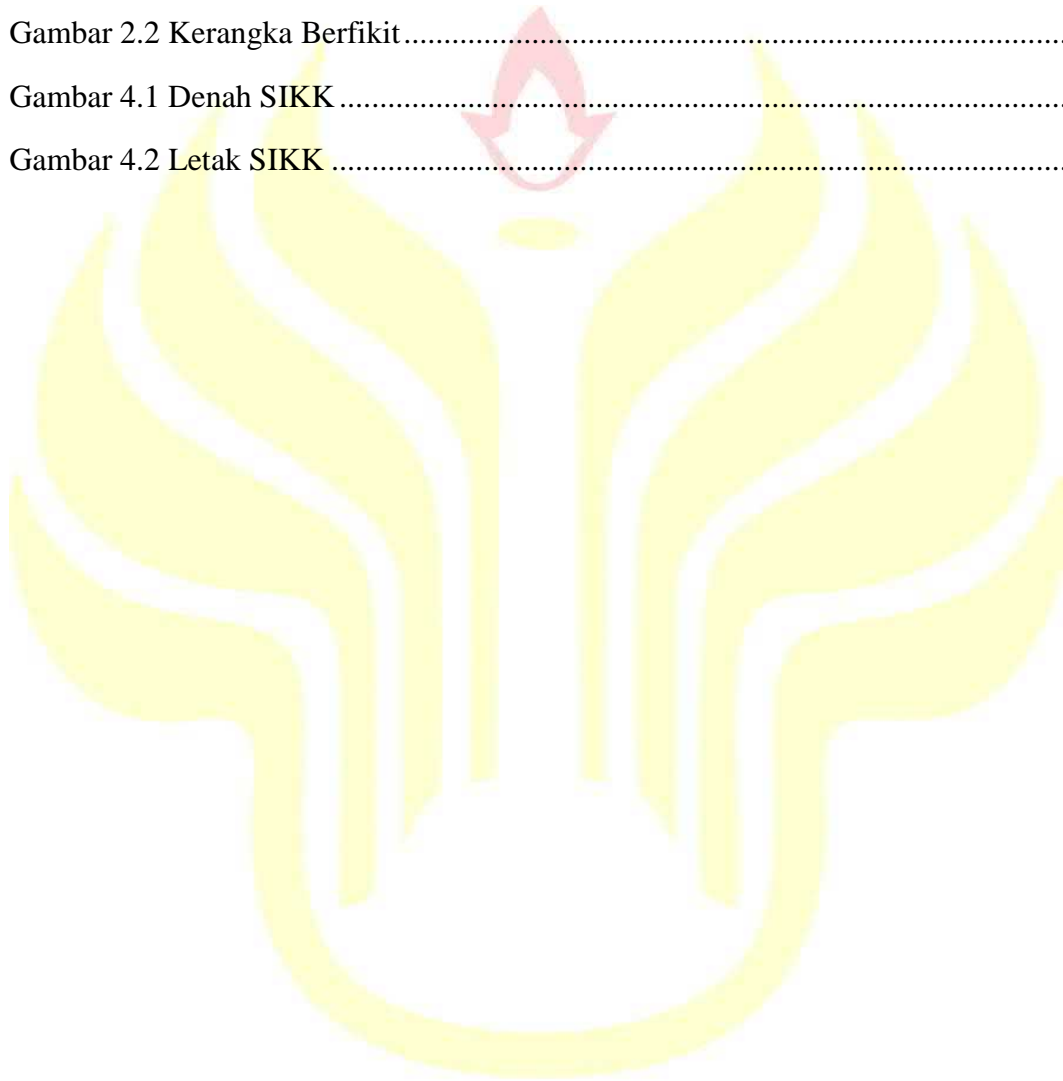 Gambar 2.2 Kerangka Berfikit........................................................................................
Gambar 4.1 Denah SIKK................................................................................................
Gambar 4.2 Letak SIKK ................................................................................................